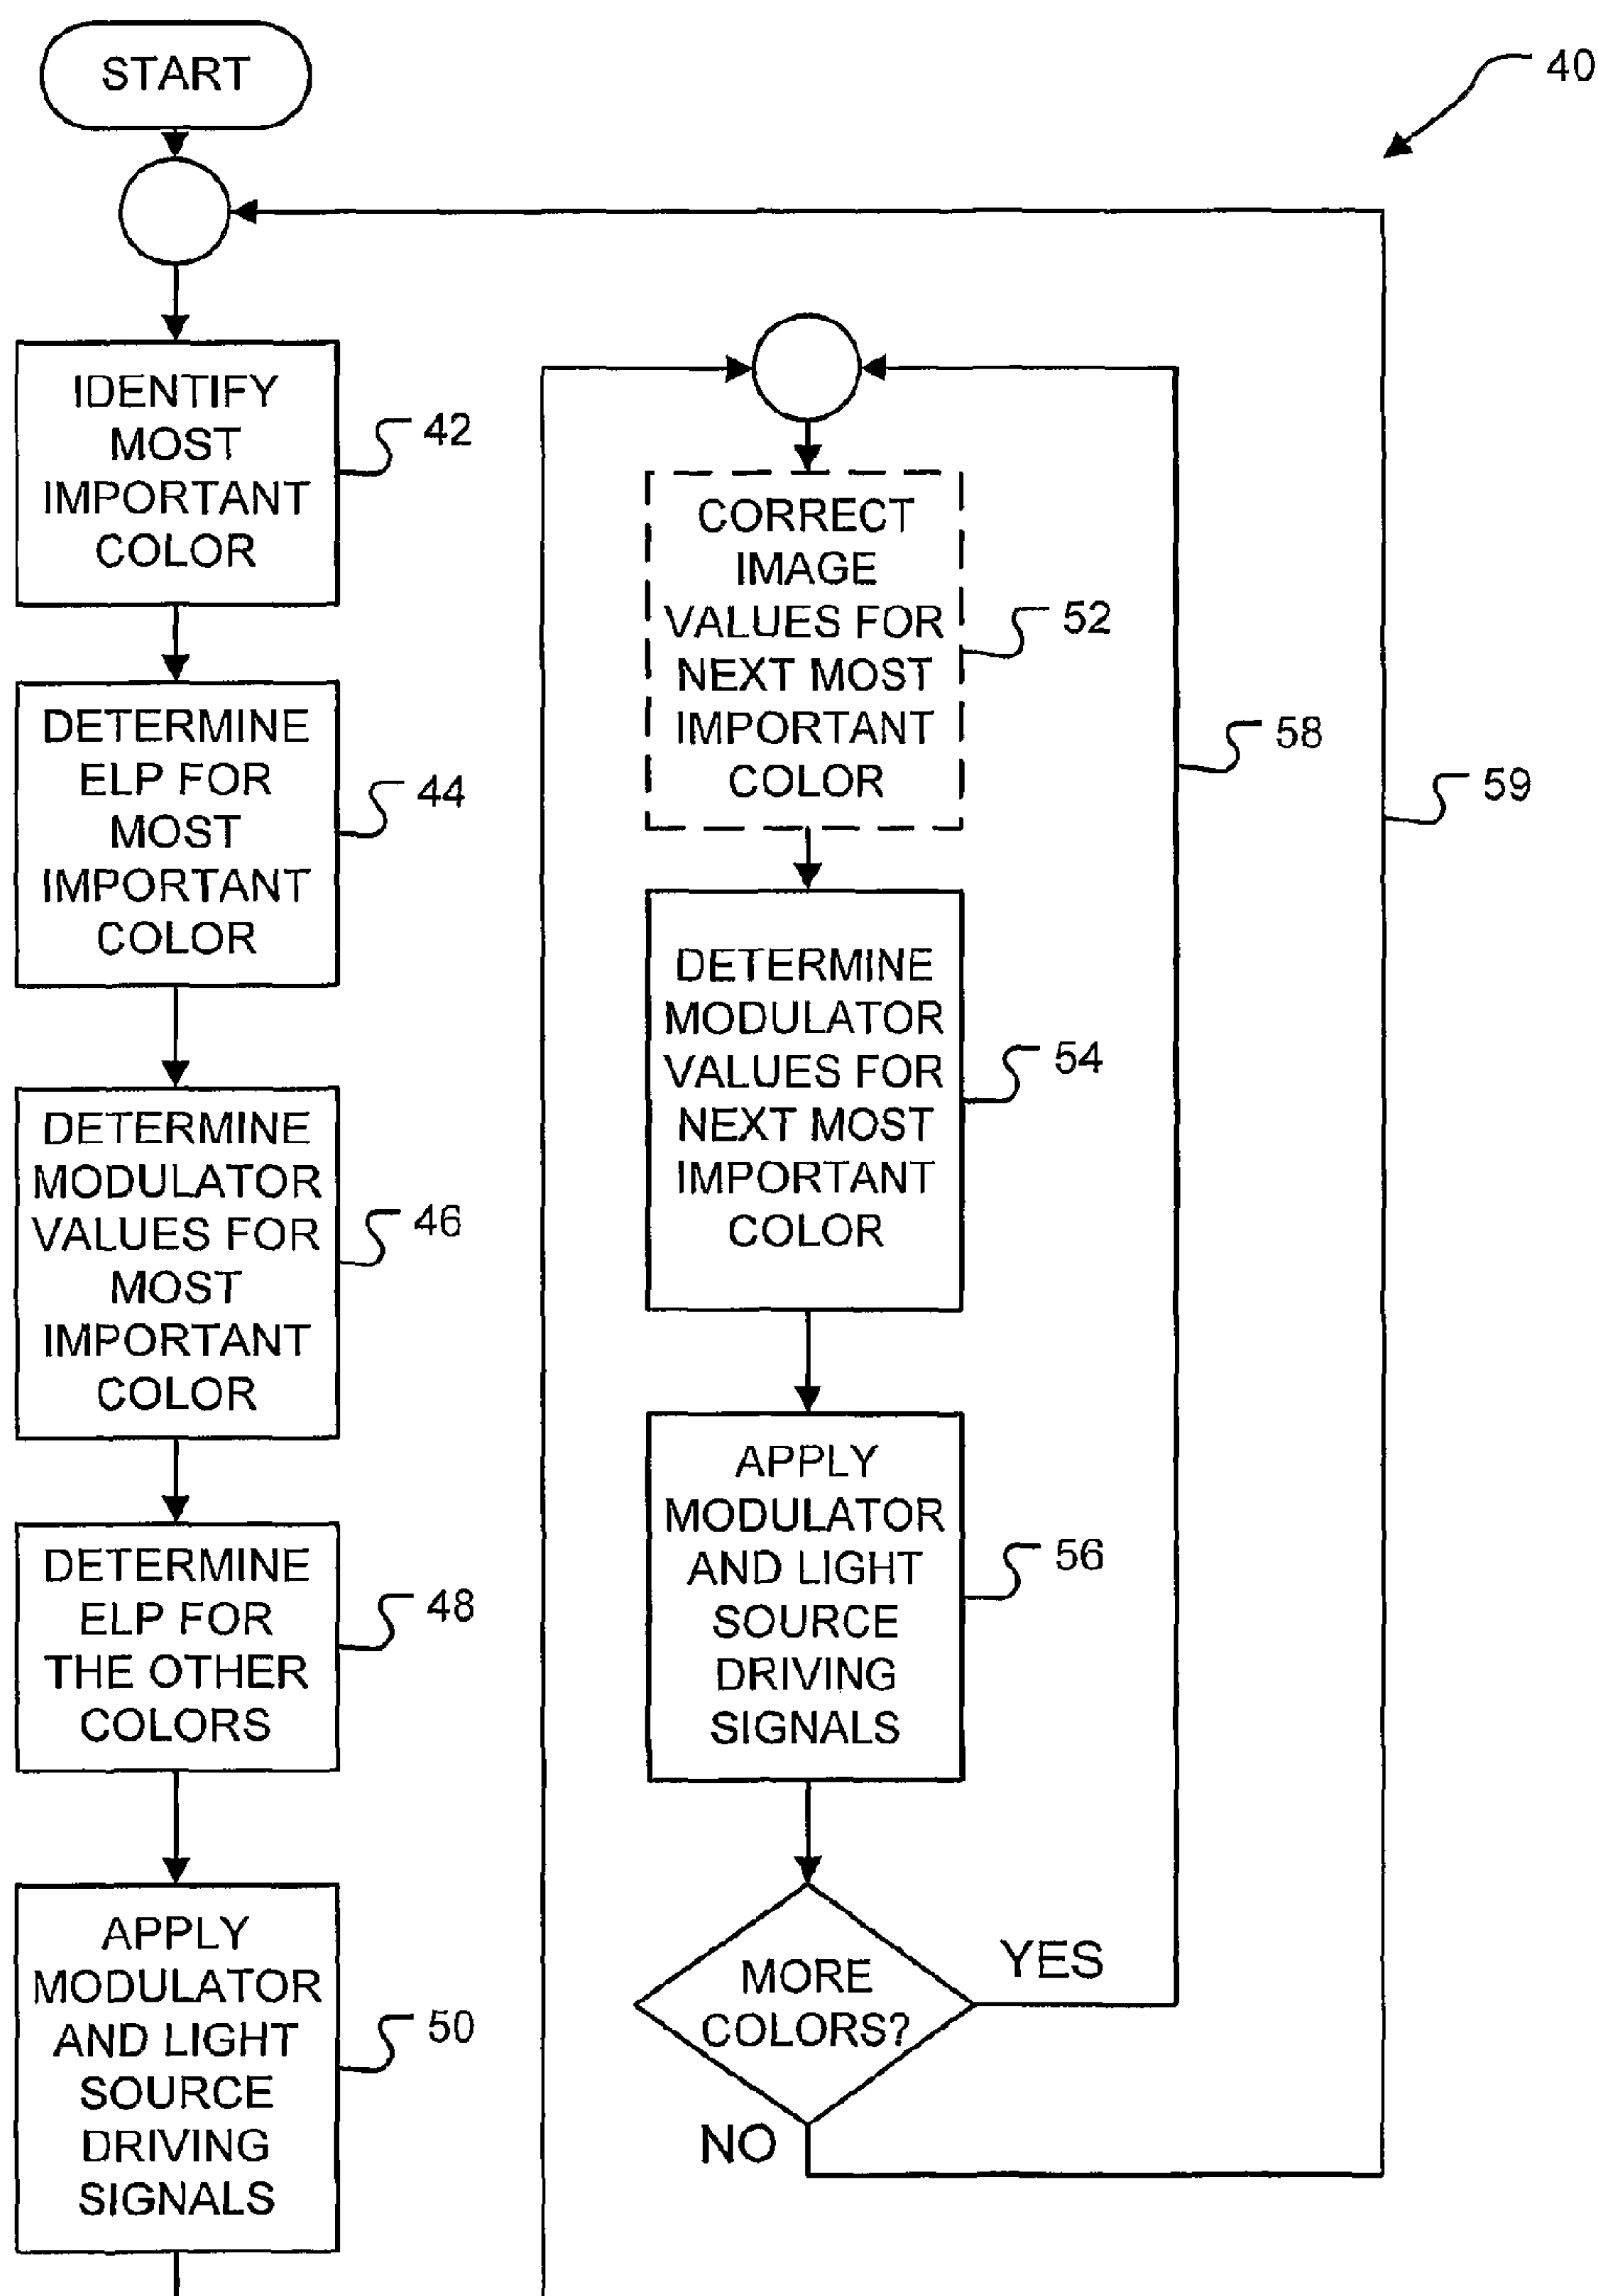 START
40
IDENTIFY
MOST
IMPORTANT
COLOR
42
DETERMINE
ELP FOR
MOST
IMPORTANT
COLOR
44
DETERMINE
MODULATOR
VALUES FOR
MOST
IMPORTANT
COLOR
46
DETERMINE
ELP FOR
THE OTHER
COLORS
48
APPLY
MODULATOR
AND LIGHT
SOURCE
DRIVING
SIGNALS
50
CORRECT
IMAGE
VALUES FOR
NEXT MOST
IMPORTANT
COLOR
52
DETERMINE
MODULATOR
VALUES FOR
NEXT MOST
IMPORTANT
COLOR
54
APPLY
MODULATOR
AND LIGHT
SOURCE
DRIVING
SIGNALS
56
MORE
COLORS?
YES
NO
58
59